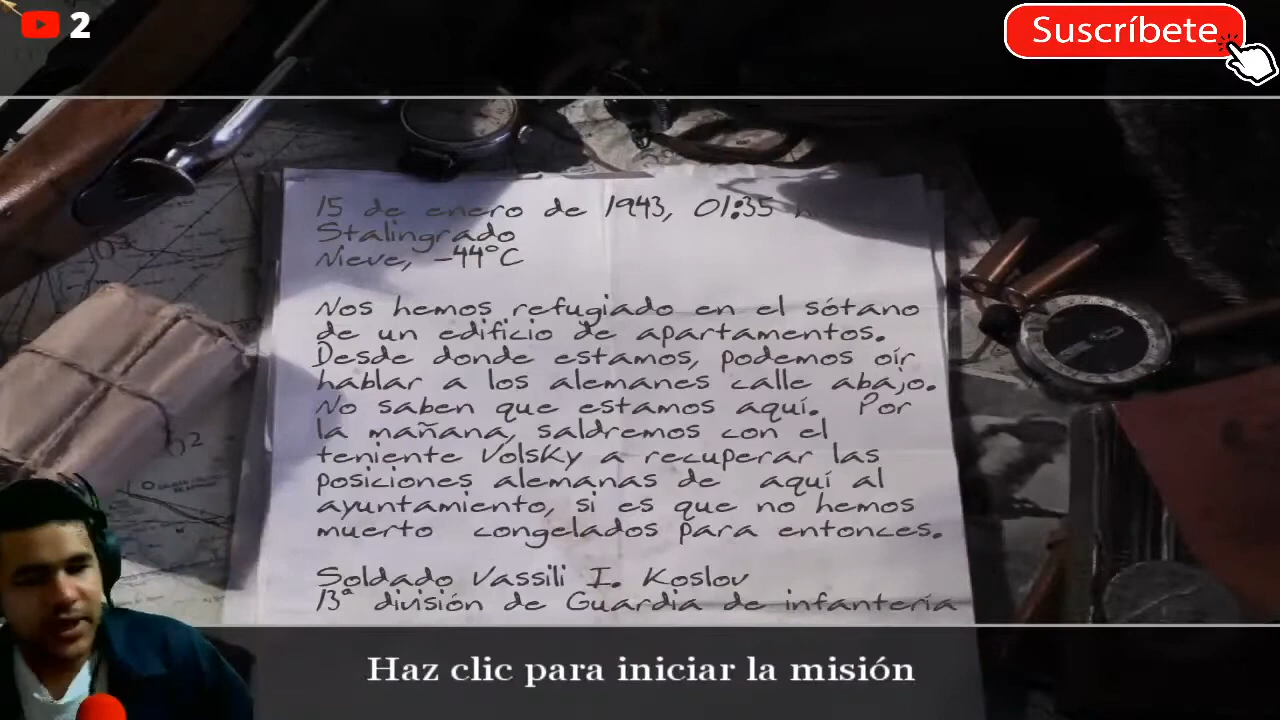 2
Suscríbete
15 de enero de 1943, 01:35 h
Stalingrado
Nieve, -44°C
Nos hemos refugiado en el sótano
de un edificio de apartamentos.
Desde donde estamos, podemos oír
hablar a los alemanes calle abajo.
No saben que estamos aquí. Por
la mañana, saldremos con el
teniente Volsky a recuperar las
posiciones alemanas de aquí al
ayuntamiento, si es que no hemos
muerto congelados para entonces.
Soldado Vassili I. Koslov
13ª división de Guardia de infantería
Haz clic para iniciar la misión